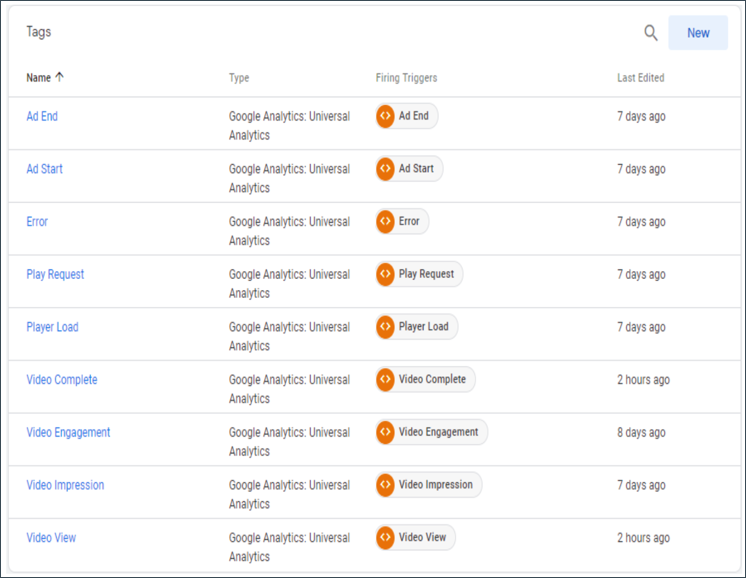 Tags
New
Name Type Firing Triggers Last Edited
Ad End Google Analytics: Universal Ad End 7 days ago
Analytics
Ad Start Google Analytics: Universal Ad Start 7 days ago
Analytics
Error Google Analytics: Universal Error 7 days ago
Analytics
Play Request Google Analytics: Universal Play Request 7 days ago
Analytics
Player Load Google Analytics: Universal Player Load 7 days ago
Analytics
Video Complete Google Analytics: Universal Video Complete 2 hours ago
Analytics
Video Engagement Google Analytics: Universal Video Engagement 8 days ago
Analytics
Video Impression Google Analytics: Universal Video Impression 7 days ago
Analytics
Video View Google Analytics: Universal Video View 2 hours ago
Analytics